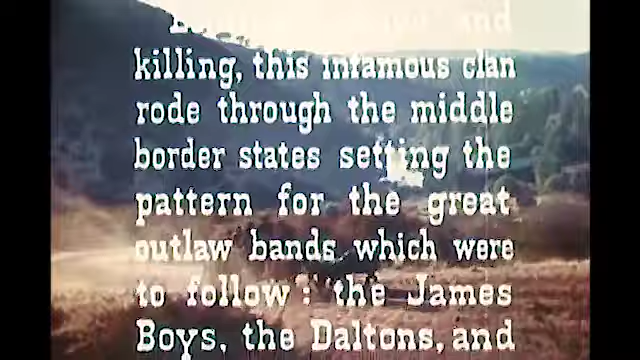 and
killing, this infamous clan
rode through the middle
border states setting the
pattern for the great
outlaw bands which were
to follow: the James
Boys, the Daltons, and